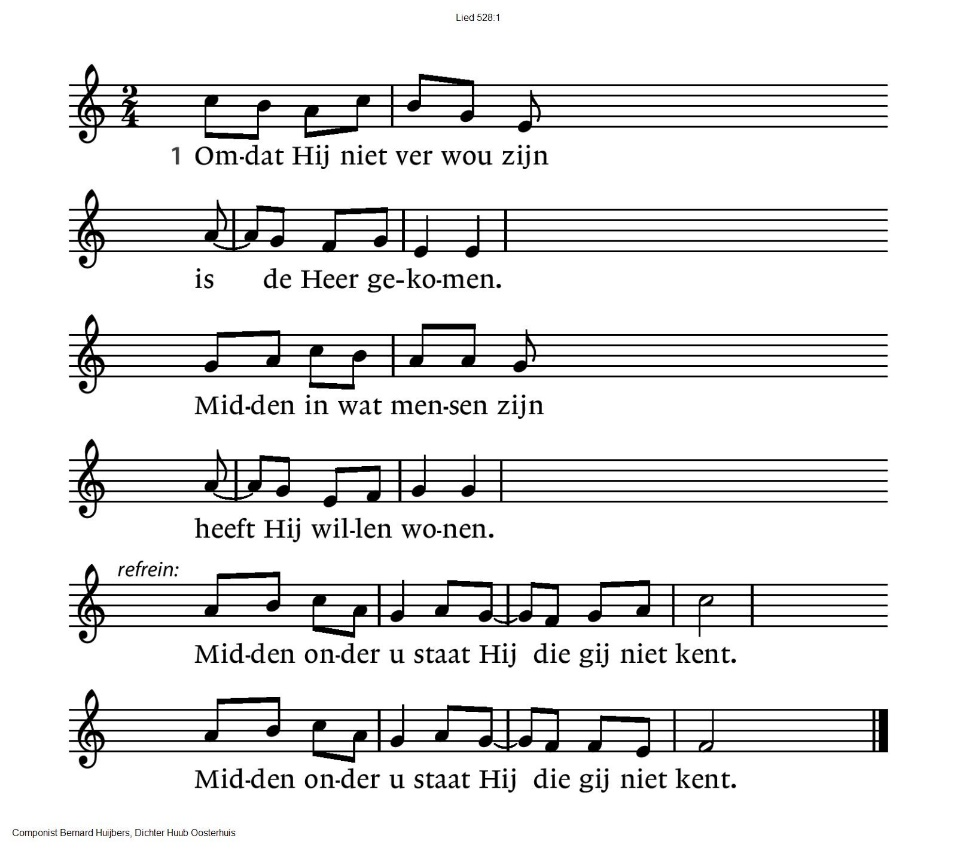 Lied 528:1
2
4
1 Om-dat Hij niet ver wou zijn
is de Heer ge-ko-men.
Mid-den in wat men-sen zijn
heeft Hij wil-len wo-nen.
refrein:
Mid-den on-der u staat Hij die gij niet kent.
Mid-den on-der u staat Hij die gij niet kent.
Componist Bernard Huijbers, Dichter Huub Oosterhuis